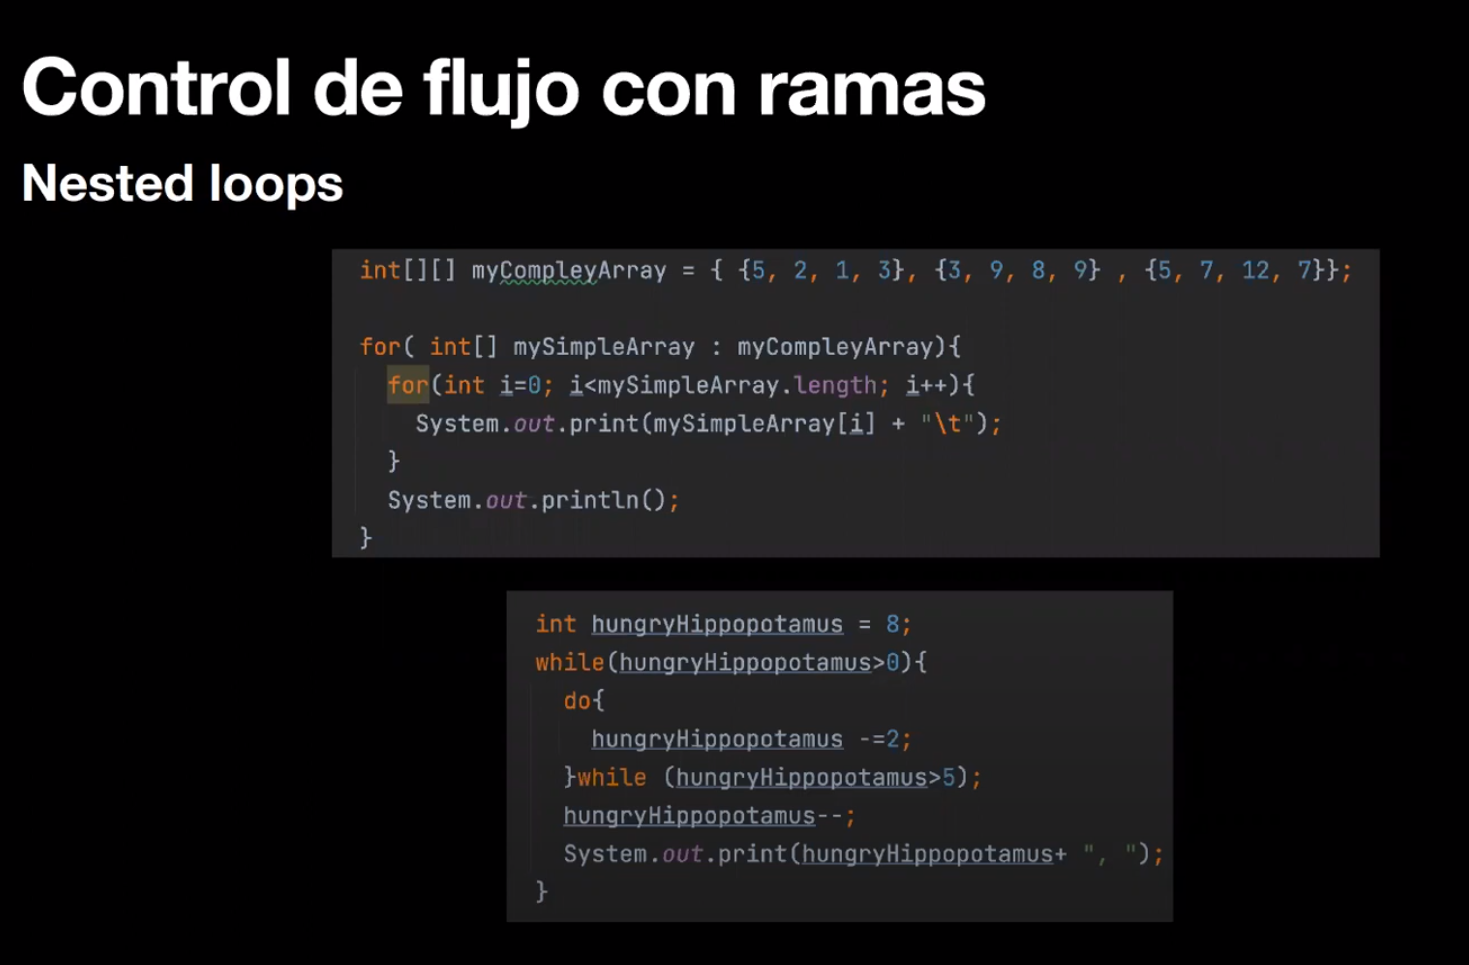 Control de flujo con ramas
Nested loops
int[][] myCompleyArray = { {5, 2, 1, 3}, {3, 9, 8, 9} , {5, 7, 12, 7}};
for( int[] mySimpleArray : myCompleyArray){
for(int i=0; i<mySimpleArray.length; i++){
System.out.print(mySimpleArray[i] + "\t");
}
System.out.println();
}
int hungryHippopotamus = 8;
while(hungryHippopotamus>0){
do{
hungryHippopotamus -=2;
}while (hungryHippopotamus>5);
hungryHippopotamus--;
System.out.print(hungryHippopotamus+ ", ");
}